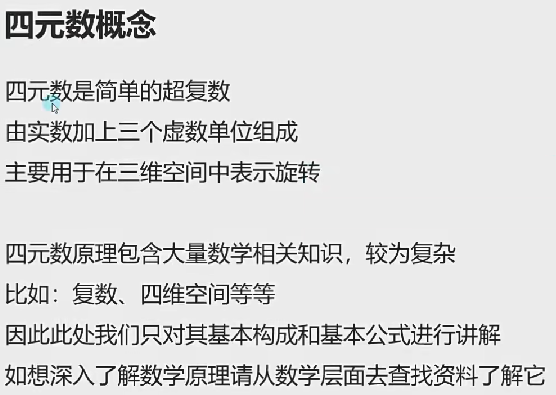 四元数概念
四元数是简单的超复数
由实数加上三个虚数单位组成
主要用于在三维空间中表示旋转
四元数原理包含大量数学相关知识，较为复杂
比如：复数、四维空间等等
因此此处我们只对其基本构成和基本公式进行讲解
如想深入了解数学原理请从数学层面去查找资料了解它